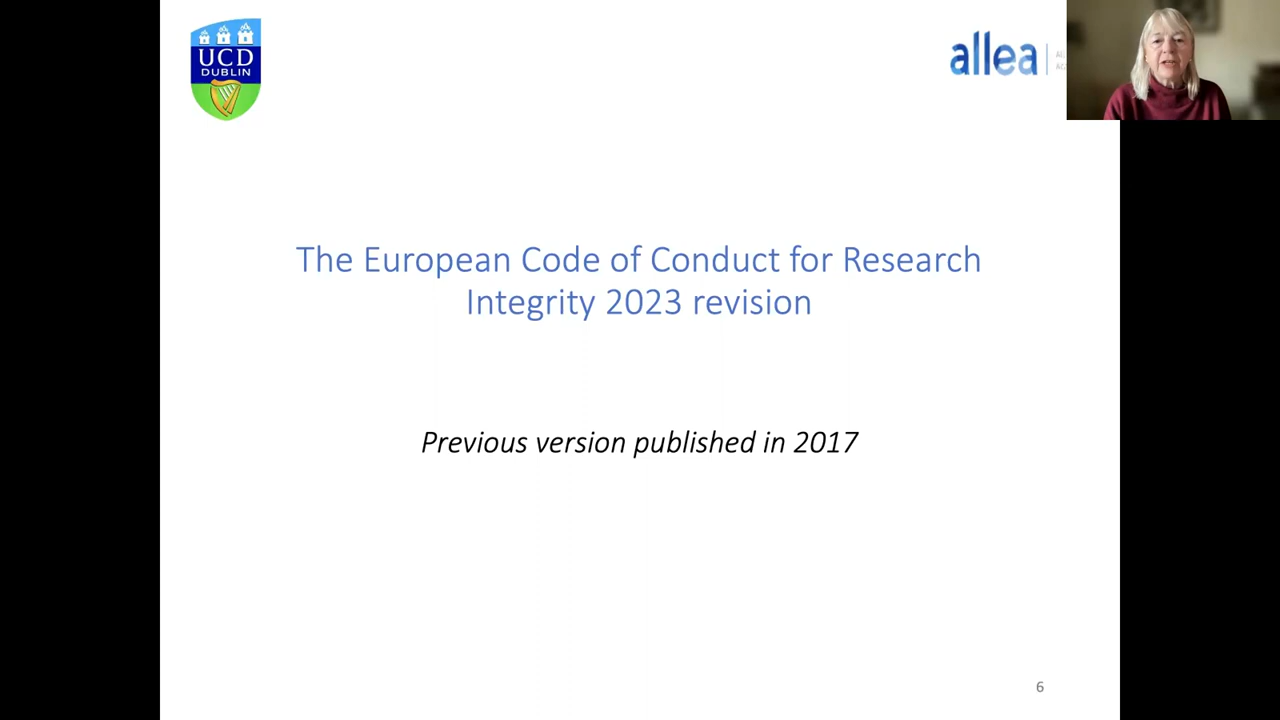 UCD
DUBLIN
allea
The European Code of Conduct for Research
Integrity 2023 revision
Previous version published in 2017
6